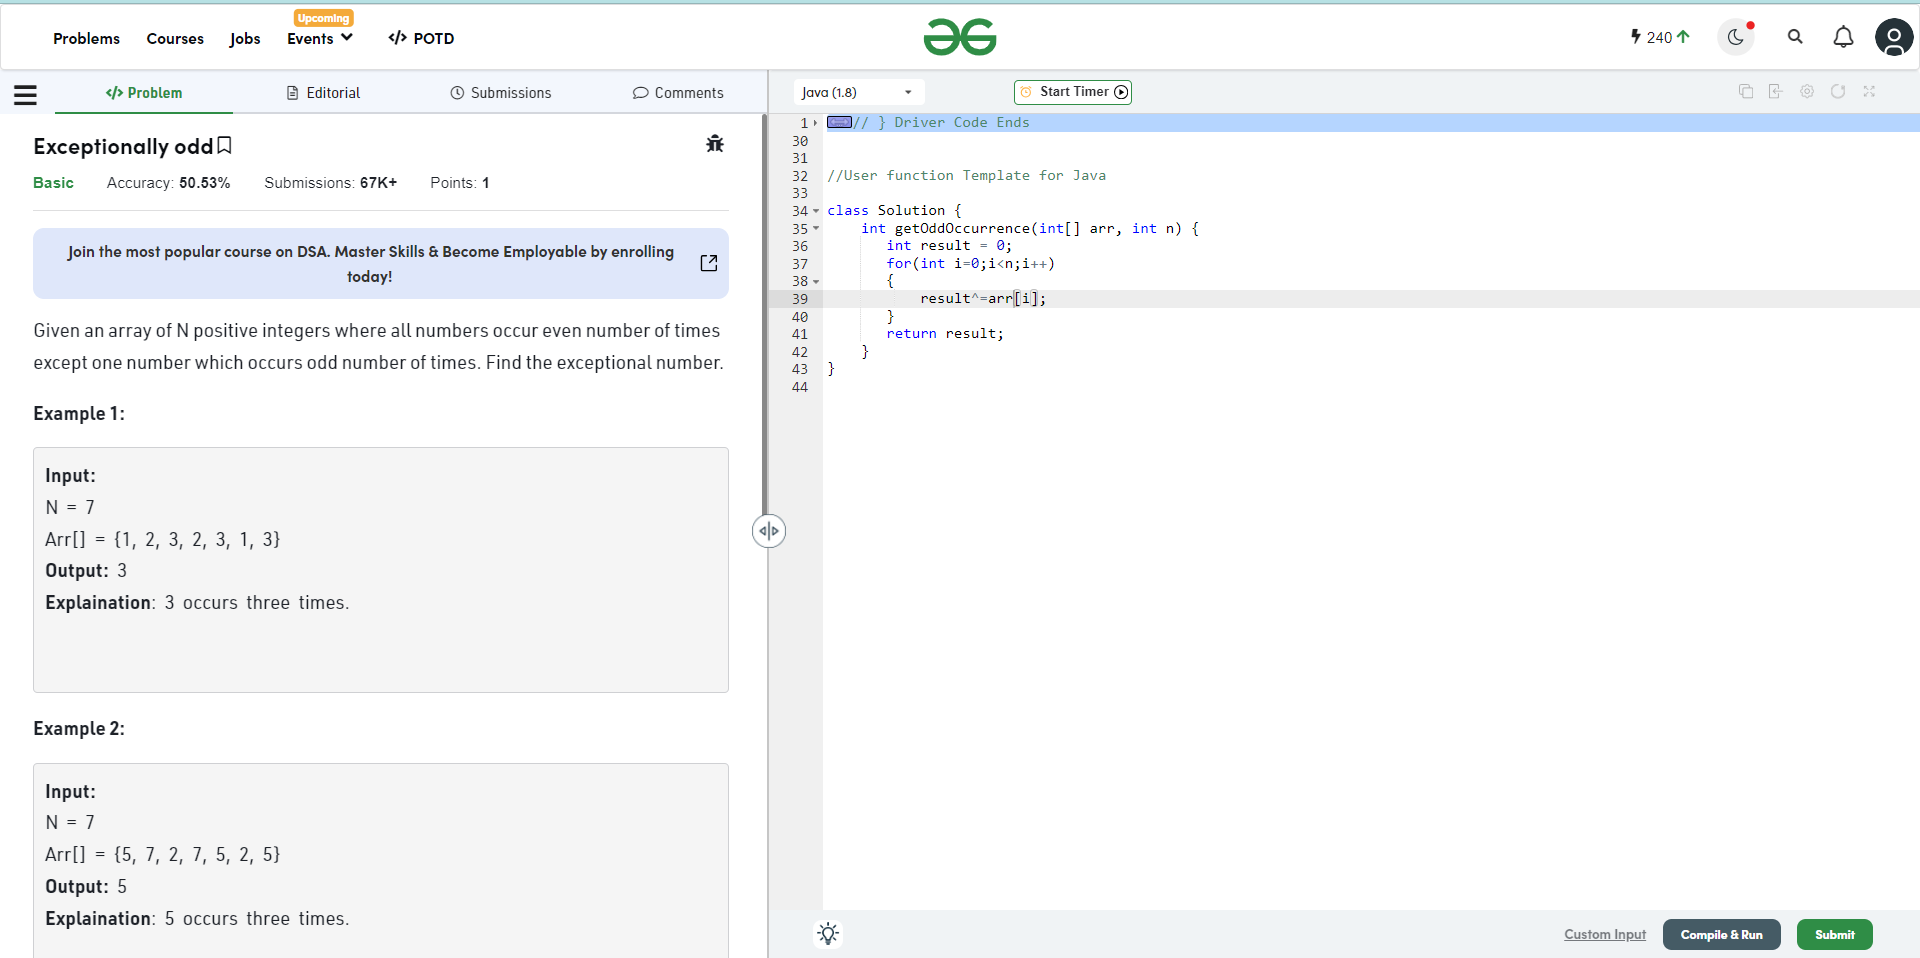 Problems Courses Jobs Upcoming Events POTD
240
Problem Editorial Submissions Comments
Exceptionally odd
Basic Accuracy: 50.53% Submissions: 67K+ Points: 1
Join the most popular course on DSA. Master Skills & Become Employable by enrolling
today!
Given an array of N positive integers where all numbers occur even number of times
except one number which occurs odd number of times. Find the exceptional number.
Example 1:
Input:
N = 7
Arr[] = {1, 2, 3, 2, 3, 1, 3}
Output: 3
Explaination: 3 occurs three times.
Example 2:
Input:
N = 7
Arr[] = {5, 7, 2, 7, 5, 2, 5}
Output: 5
Explaination: 5 occurs three times.
Java (1.8) Start Timer
1 // } Driver Code Ends
30
31
32 //User function Template for Java
33
34 class Solution {
35 int getOddOccurrence(int[] arr, int n) {
36 int result = 0;
37 for(int i=0;i<n;i++)
38 {
39 result^=arr[i];
40 }
41 return result;
42 }
43 }
44
Custom Input Compile & Run Submit